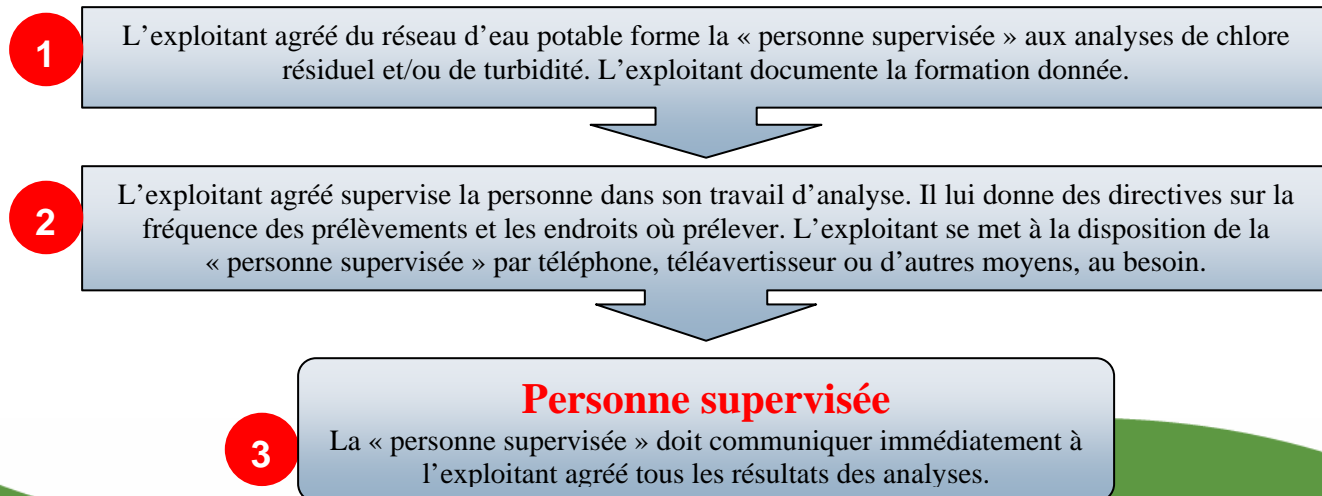 1
L’exploitant agréé du réseau d’eau potable forme la « personne supervisée » aux analyses de chlore
résiduel et/ou de turbidité. L’exploitant documente la formation donnée.
2
L’exploitant agréé supervise la personne dans son travail d’analyse. Il lui donne des directives sur la
fréquence des prélèvements et les endroits où prélever. L’exploitant se met à la disposition de la
« personne supervisée » par téléphone, téléavertisseur ou d’autres moyens, au besoin.
Personne supervisée
3
La « personne supervisée » doit communiquer immédiatement à
l’exploitant agréé tous les résultats des analyses.